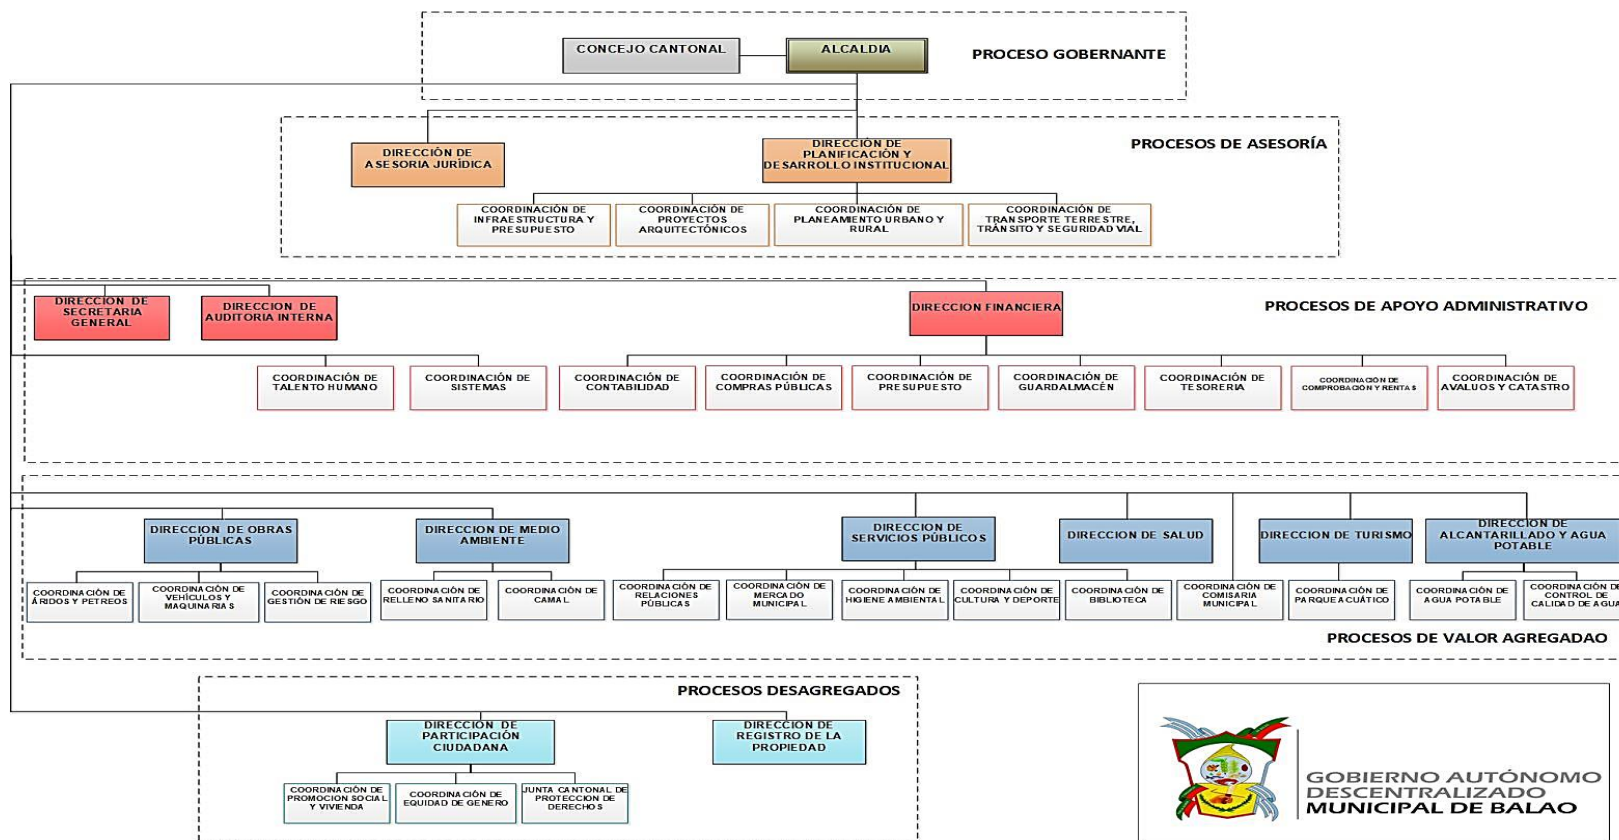 CONCEJO CANTONAL
ALCALDIA
PROCESO GOBERNANTE
PROCESOS DE ASESORÍA
DIRECCIÓN DE
ASESORIA JURÍDICA
DIRECCIÓN DE
PLANIFICACIÓN Y
DESARROLLO INSTITUCIONAL
COORDINACIÓN DE
INFRAESTRUCTURA Y
PRESUPUESTO
COORDINACIÓN DE
PROYECTOS
ARQUITECTÓNICOS
COORDINACIÓN DE
PLANEAMIENTO URBANO Y
RURAL
COORDINACIÓN DE
TRANSPORTE TERRESTRE,
TRÁNSITO Y SEGURIDAD VIAL
DIRECCION DE
SECRETARIA
GENERAL
DIRECCION DE
AUDITORIA INTERNA
DIRECCION FINANCIERA
PROCESOS DE APOYO ADMINISTRATIVO
COORDINACIÓN DE
TALENTO HUMANO
COORDINACIÓN DE
SISTEMAS
COORDINACIÓN DE
CONTABILIDAD
COORDINACIÓN DE
COMPRAS PÚBLICAS
COORDINACIÓN DE
PRESUPUESTO
COORDINACIÓN DE
GUARDALMACÉN
COORDINACIÓN DE
TESORERIA
COORDINACIÓN DE
COMPROBACIÓN Y RENTAS
COORDINACIÓN DE
AVALUOS Y CATASTRO
DIRECCION DE OBRAS
PÚBLICAS
DIRECCION DE MEDIO
AMBIENTE
DIRECCION DE
SERVICIOS PÚBLICOS
DIRECCION DE SALUD
DIRECCION DE TURISMO
DIRECCION DE
ALCANTARILLADO Y AGUA
POTABLE
COORDINACIÓN DE
ÁRIDOS Y PETREOS
COORDINACIÓN DE
VEHÍCULOS Y
MAQUINARIAS
COORDINACIÓN DE
GESTIÓN DE RIESGO
COORDINACIÓN DE
RELLENO SANITARIO
COORDINACIÓN DE
CAMAL
COORDINACIÓN DE
RELACIONES
PÚBLICAS
COORDINACIÓN DE
MERCADO
MUNICIPAL
COORDINACIÓN DE
HIGIENE AMBIENTAL
COORDINACIÓN DE
CULTURA Y DEPORTE
COORDINACIÓN DE
BIBLIOTECA
COORDINACIÓN DE
COMISARIA
MUNICIPAL
COORDINACIÓN DE
PARQUE ACUÁTICO
COORDINACIÓN DE
AGUA POTABLE
COORDINACIÓN DE
CONTROL DE
CALIDAD DE AGUA
PROCESOS DE VALOR AGREGADAO
PROCESOS DESAGREGADOS
DIRECCIÓN DE
PARTICIPACIÓN
CIUDADANA
DIRECCION DE
REGISTRO DE LA
PROPIEDAD
COORDINACIÓN DE
PROMOCION SOCIAL
Y VIVIENDA
COORDINACIÓN DE
EQUIDAD DE GENERO
JUNTA CANTONAL DE
PROTECCION DE
DERECHOS
GOBIERNO AUTÓNOMO
DESCENTRALIZADO
MUNICIPAL DE BALAO